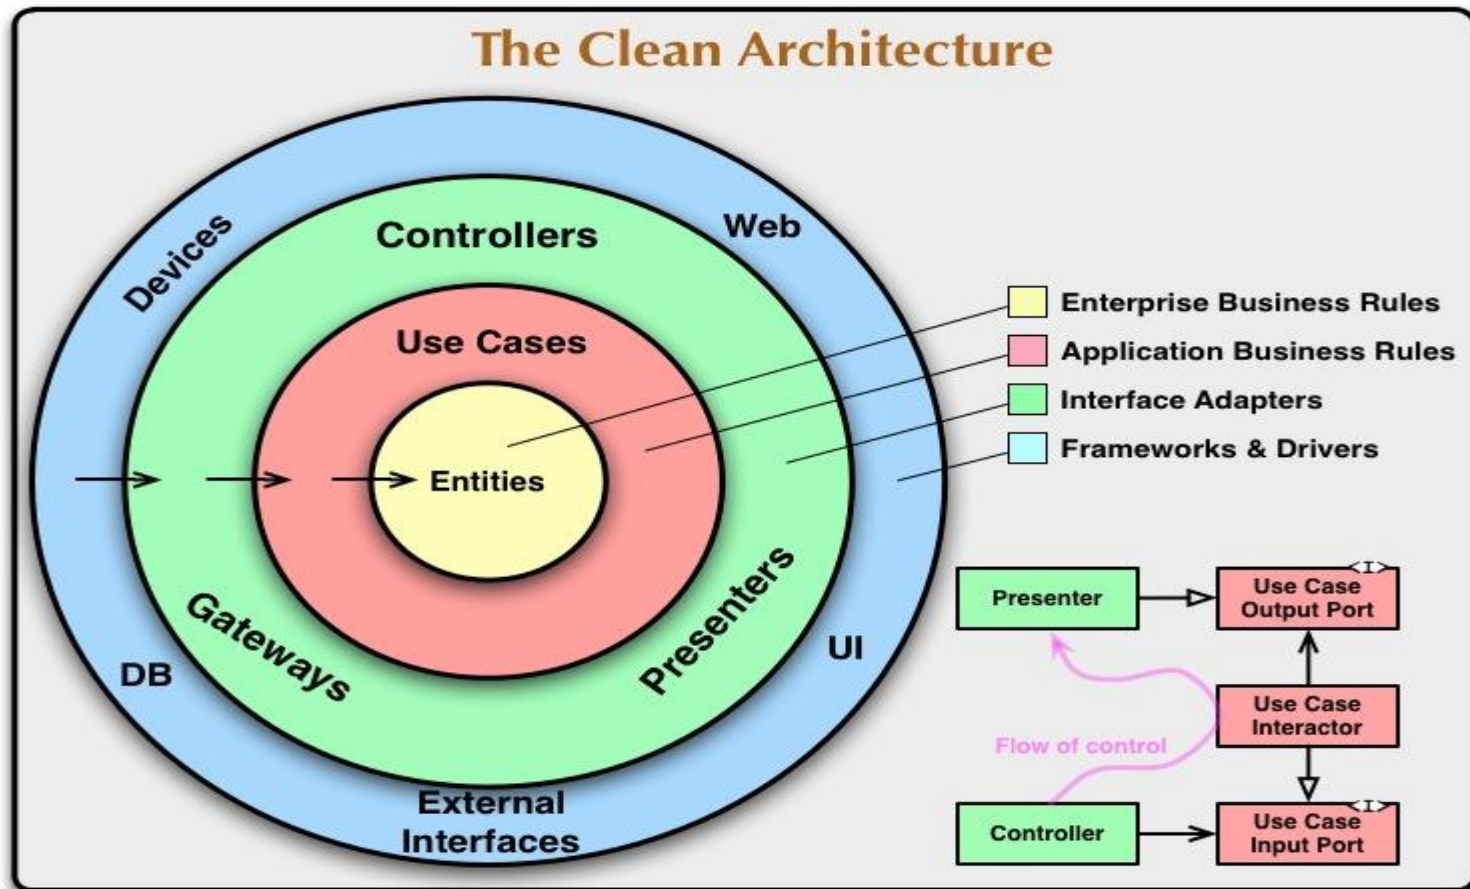 The Clean Architecture
Devices
Controllers
Web
Use Cases
Entities
Gateways
Presenters
DB
UI
External
Interfaces
Enterprise Business Rules
Application Business Rules
Interface Adapters
Frameworks & Drivers
Presenter
<I>
Use Case
Output Port
Flow of control
Use Case
Interactor
Controller
<I>
Use Case
Input Port